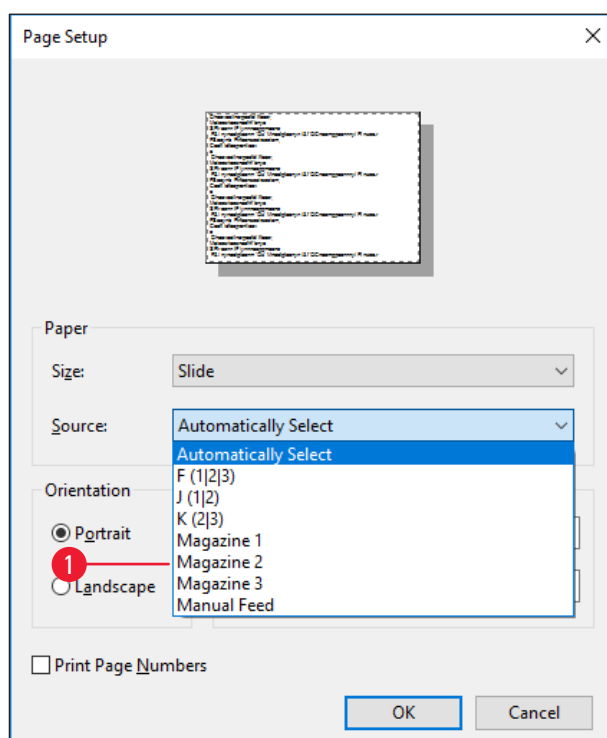 Page Setup
Paper
Size: Slide
Source: Automatically Select
Automatically Select
F (1|2|3)
J (1|2)
K (2|3)
Orientation
Portrait
Magazine 1
1 Magazine 2
Landscape
Magazine 3
Manual Feed
Print Page Numbers
OK Cancel